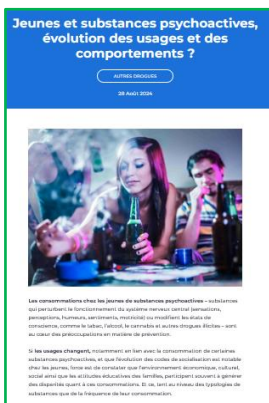 Jeunes et substances psychoactives,
évolution des usages et des
comportements ?
AUTRES DROGUES
28 Août 2024
Les consommations chez les jeunes de substances psychoactives – substances
qui perturbent le fonctionnement du système nerveux central (sensations,
perceptions, humeurs, sentiments, motricité) ou modifient les états de
conscience, comme le tabac, l'alcool, le cannabis et autres drogues illicites – sont
au cœur des préoccupations en matière de prévention.
Si les usages changent, notamment en lien avec la consommation de certaines
substances psychoactives, et que l'évolution des codes de socialisation est notable
chez les jeunes, force est de constater que l'environnement économique, culturel,
social ainsi que les attitudes éducatives des familles, participent souvent à générer
des disparités quant à ces consommations. Et ce, tant au niveau des typologies de
substances que de la fréquence de leur consommation.